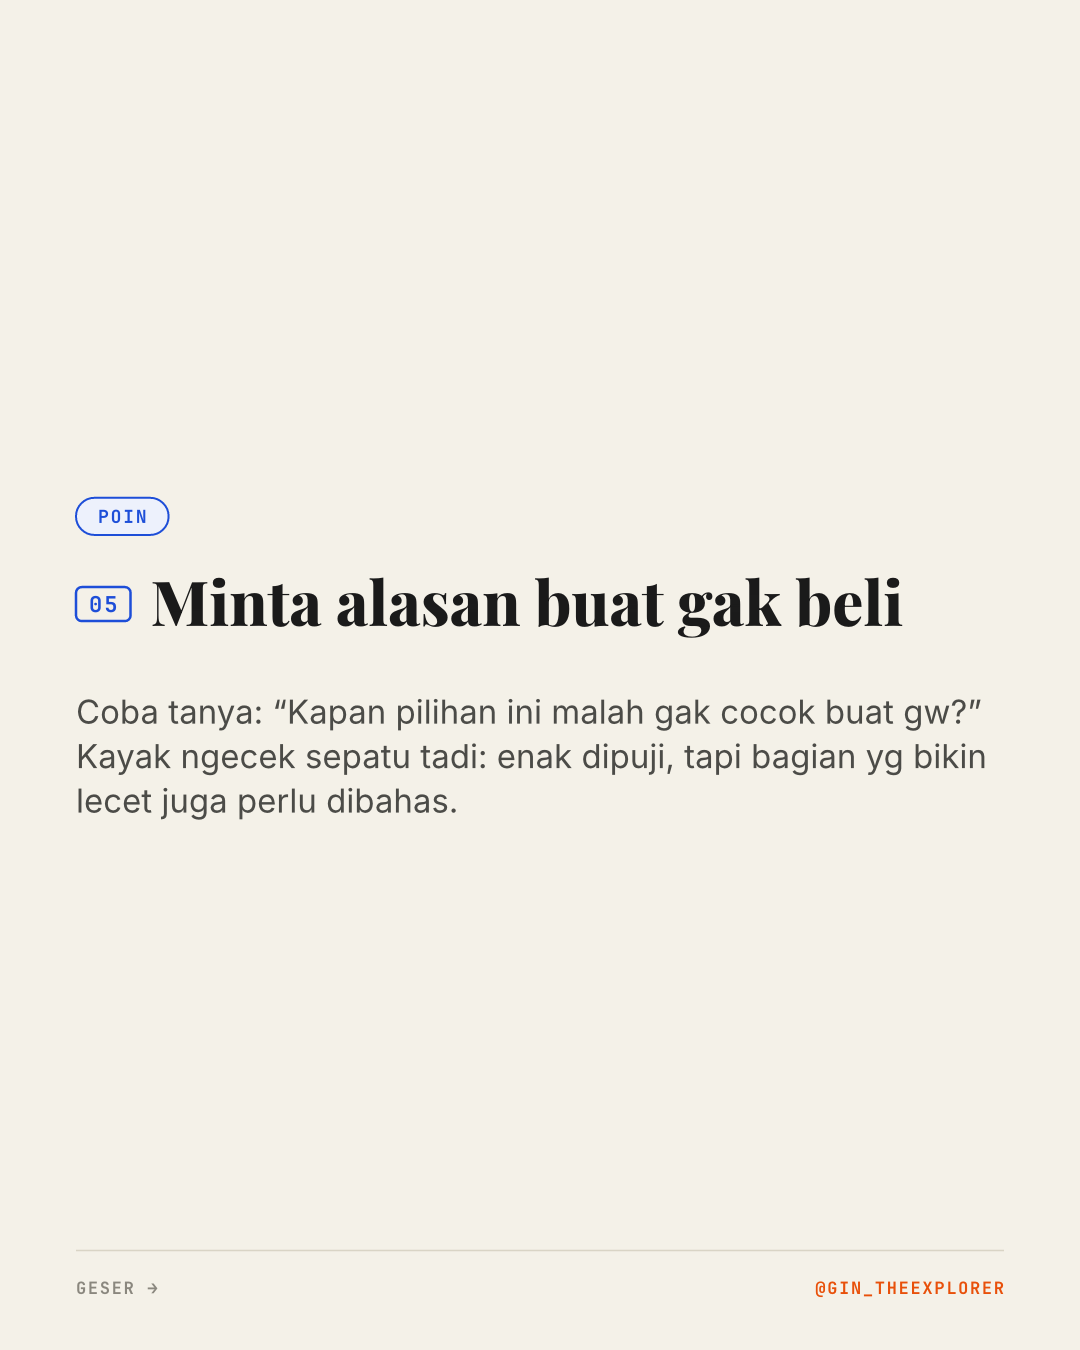 POIN
05 Minta alasan buat gak beli
Coba tanya: “Kapan pilihan ini malah gak cocok buat gw?”
Kayak ngecek sepatu tadi: enak dipuji, tapi bagian yg bikin
lecet juga perlu dibahas.
GESER →
@GIN_THEEXPLORER